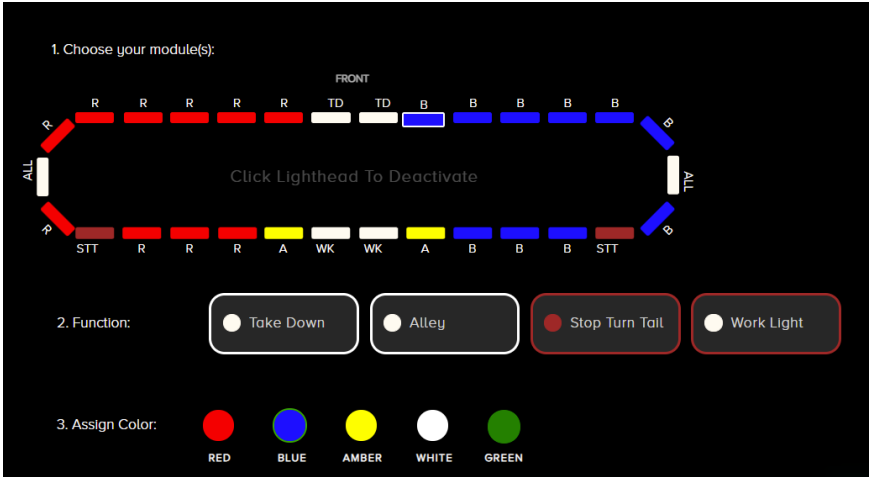 1. Choose your module(s):
FRONT
R R R R R TD TD B B B B B
R B
ALL Click Lighthead To Deactivate ALL
R B
STT R R R A WK WK A B B B STT
2. Function: Take Down Alley Stop Turn Tail Work Light
3. Assign Color:
RED BLUE AMBER WHITE GREEN